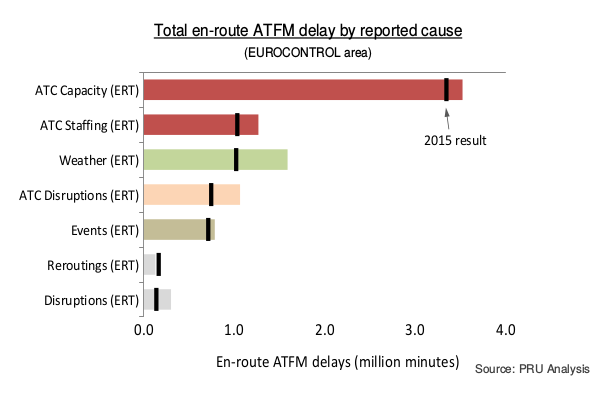 Total en-route ATFM delay by reported cause
(EUROCONTROL area)
ATC Capacity (ERT)
ATC Staffing (ERT)
2015 result
Weather (ERT)
ATC Disruptions (ERT)
Events (ERT)
Reroutings (ERT)
Disruptions (ERT)
0.0 1.0 2.0 3.0 4.0
En-route ATFM delays (million minutes)
Source: PRU Analysis